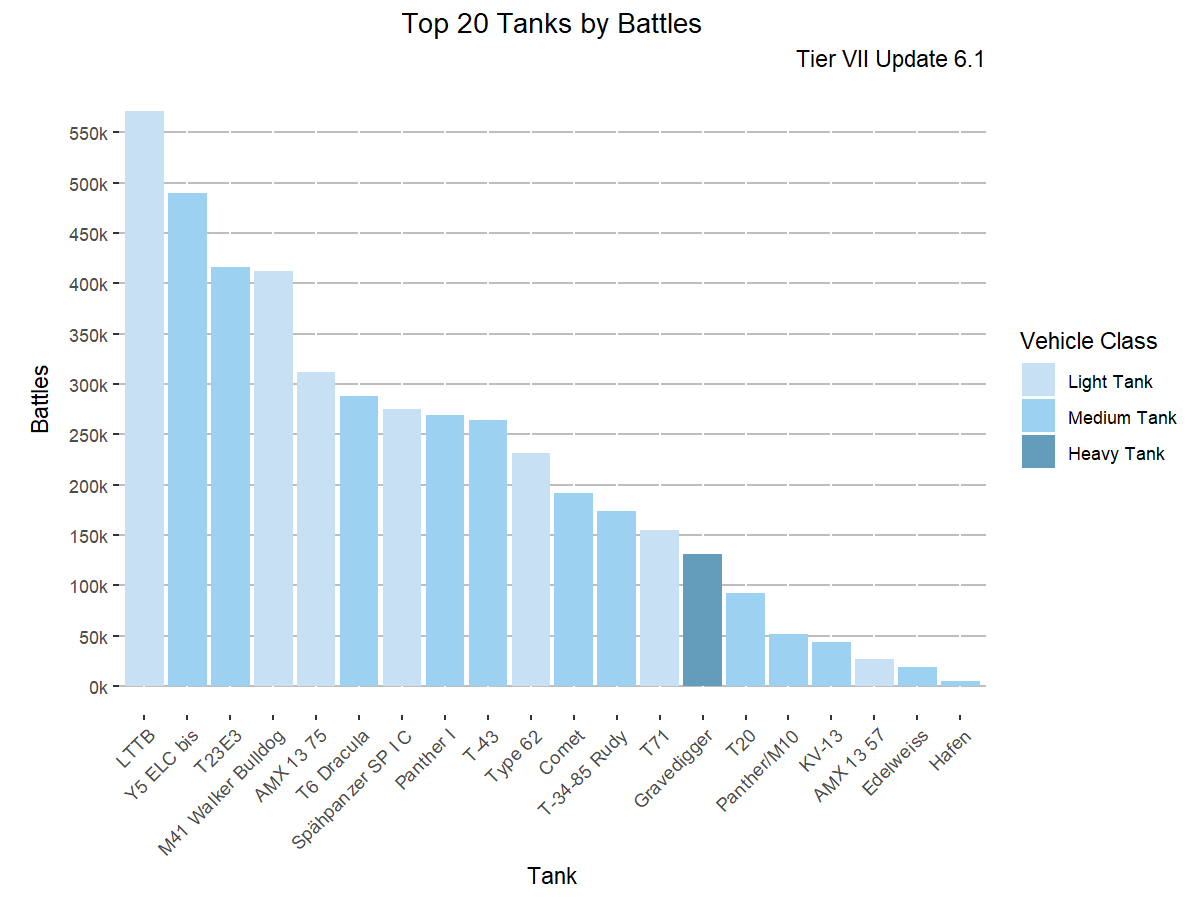 Top 20 Tanks by Battles
Tier VII Update 6.1
Battles
550k
500k
450k
400k
350k
300k
250k
200k
150k
100k
50k
0k
LTTB
Y5 ELC bis
T23E3
M41 Walker Bulldog
AMX 13 75
T6 Dracula
Spähpanzer SP I C
Panther I
T-43
Type 62
Comet
T-34-85 Rudy
T71
Gravedigger
T20
Panther/M10
KV-13
AMX 13 57
Edelweiss
Hafen
Tank
Vehicle Class
Light Tank
Medium Tank
Heavy Tank